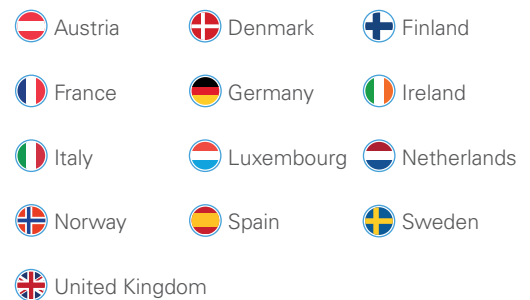 Austria Denmark Finland
France Germany Ireland
Italy Luxembourg Netherlands
Norway Spain Sweden
United Kingdom